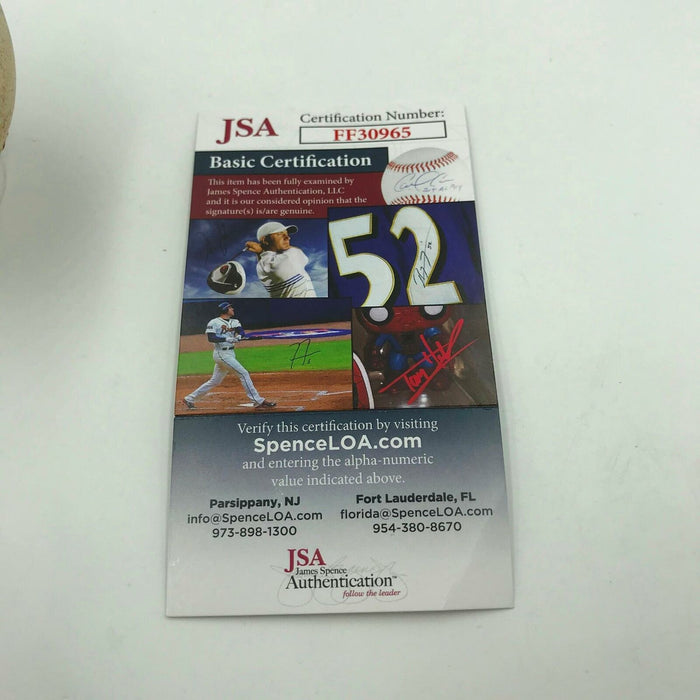 JSA
Certification Number:
FF30965
Basic Certification
This item has been fully examined by
James Spence Authentication, LLC
and it is our considered opinion that the
signature(s) is/are genuine.
52
Verify this certification by visiting
SpenceLOA.com
and entering the alpha-numeric
value indicated above.
Parsippany, NJ
info@SpenceLOA.com
973-898-1300
Fort Lauderdale, FL
florida@SpenceLOA.com
954-380-8670
JSA
James Spence
Authentication™
follow the leader